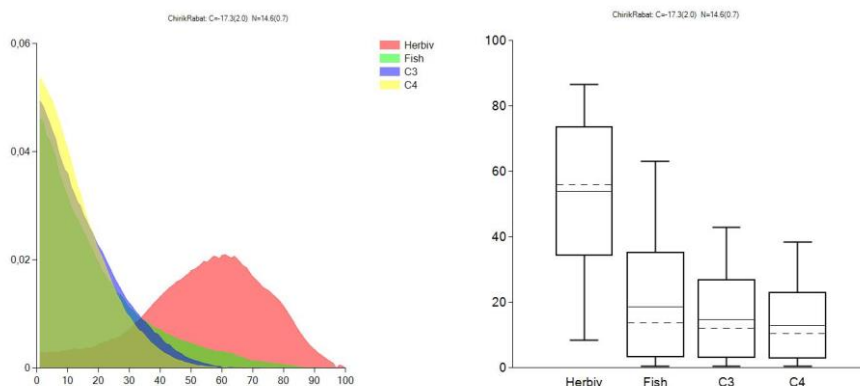 ChirikRabat: C=-17.3(2.0) N=14.6(0.7)
0,06
0,04
0,02
0
0 10 20 30 40 50 60 70 80 90 100
Herbiv
Fish
C3
C4
ChirikRabat: C=-17.3(2.0) N=14.6(0.7)
100
80
60
40
20
0
Herbiv Fish C3 C4